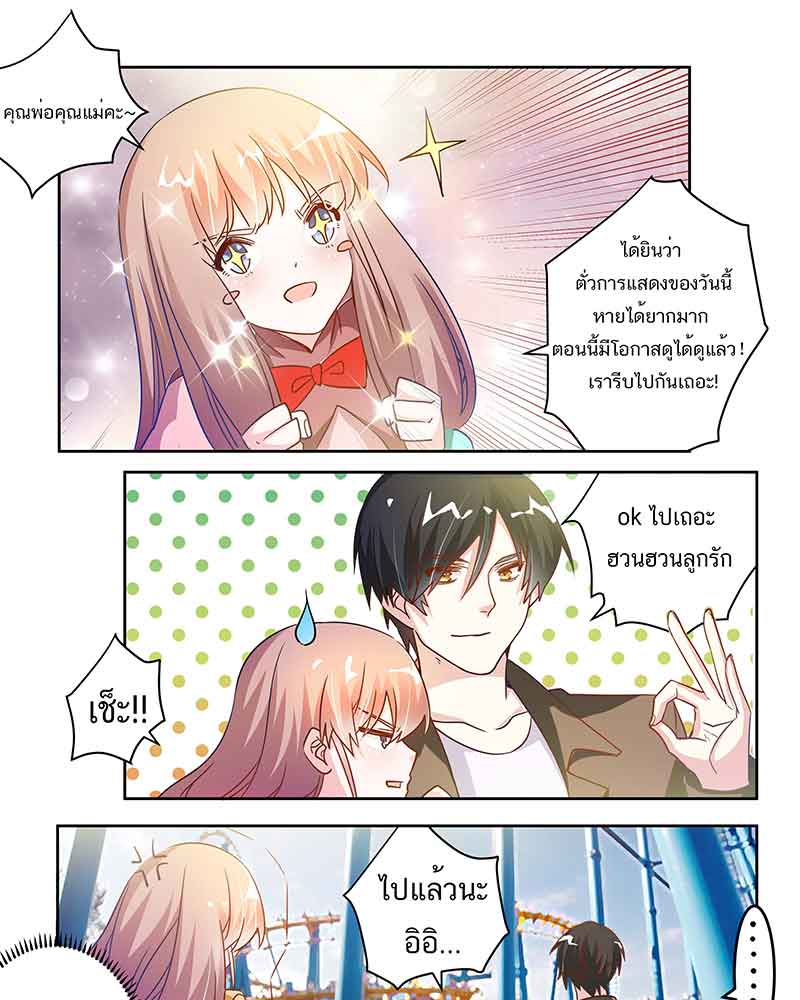 คุณพ่อคุณแม่คะ~
ได้ยินว่า
ตั่วการแสดงของวันนี้
หายได้ยากมาก
ตอนนี้มีโอกาสดูได้ดูแล้ว!
เรารีบไปกันเถอะ!
ok ไปเถอะ
ฮวนฮวนลูกรัก
เช็ะ!!
ไปแล้วนะ
อิอิ...